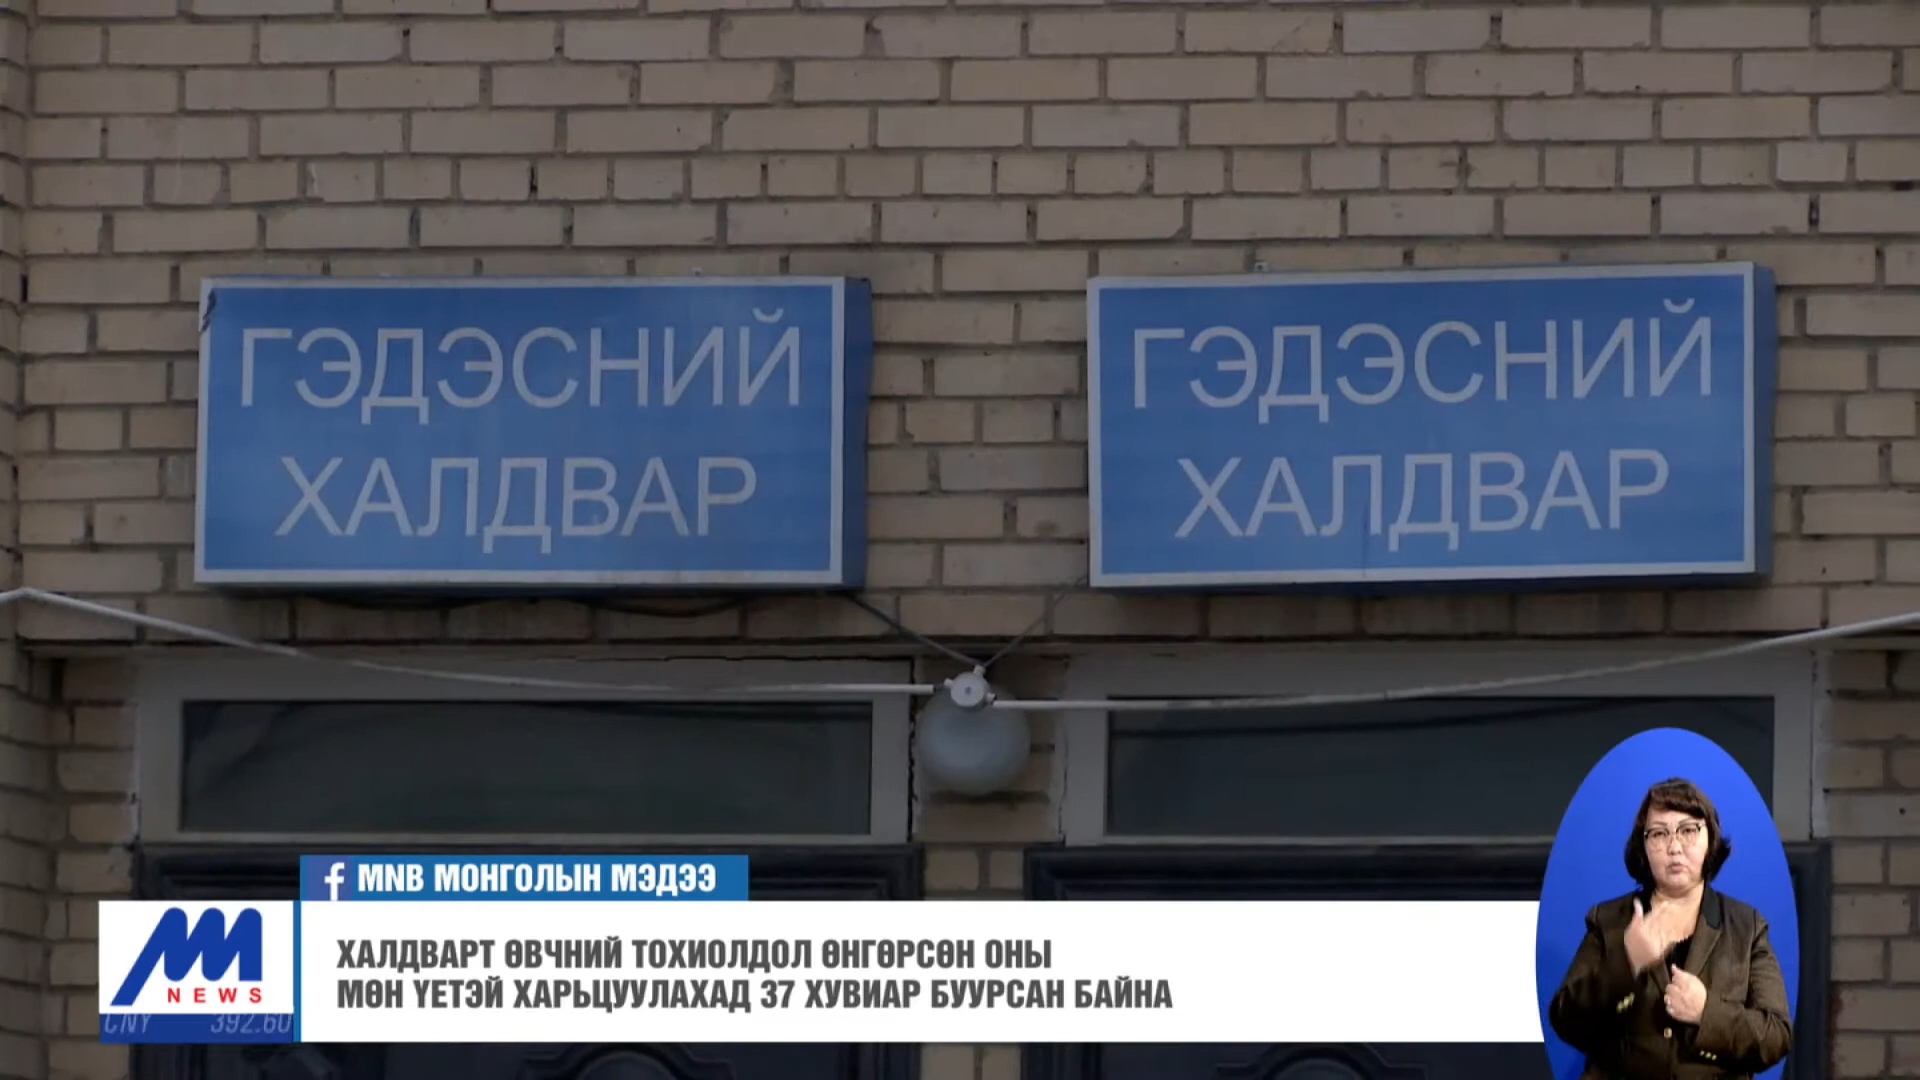 ГЭДЭСНИЙ
ХАЛДВАР
ГЭДЭСНИЙ
ХАЛДВАР
f MNB МОНГОЛЫН МЭДЭЭ
ХАЛДВАРТ ӨВЧНИЙ ТОХИОЛДОЛ ӨНГӨРСӨН ОНЫ
МӨН ҮЕТЭЙ ХАРЬЦУУЛАХАД 37 ХУВИАР БУУРСАН БАЙНА
NEWS
CNY 392.60